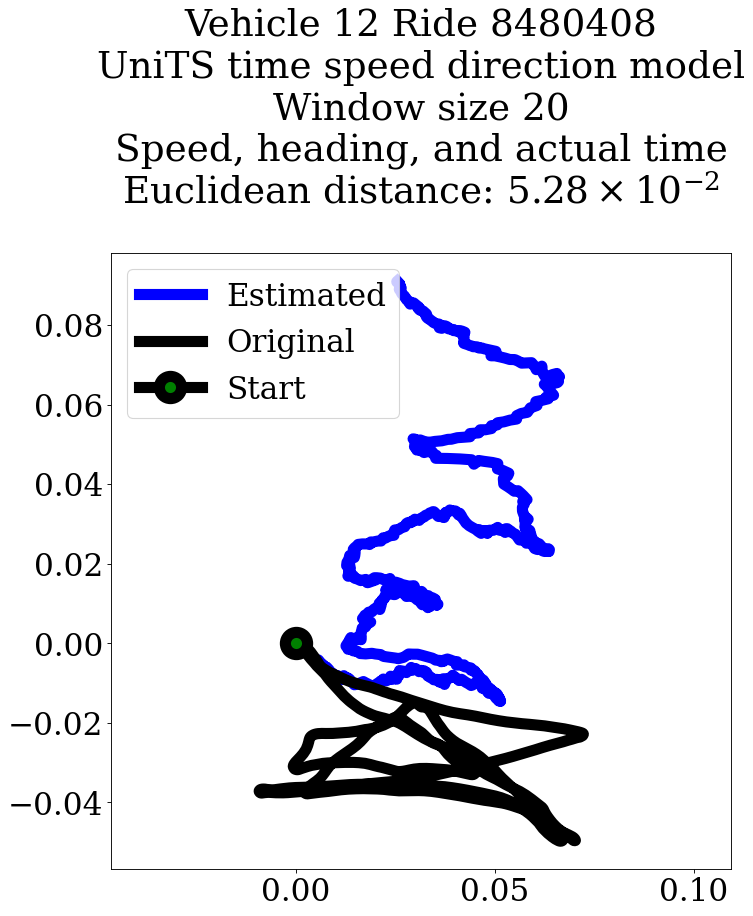 Vehicle 12 Ride 8480408
UniTS time speed direction model
Window size 20
Speed, heading, and actual time
Euclidean distance: 5.28 × 10⁻²
Estimated
Original
Start
0.08
0.06
0.04
0.02
0.00
−0.02
−0.04
0.00 0.05 0.10